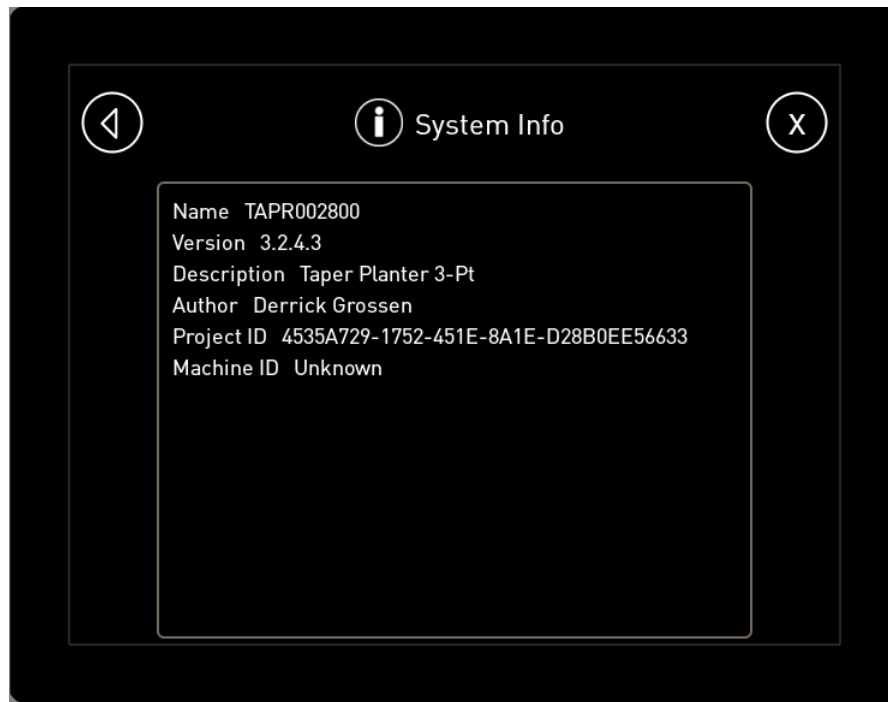 System Info
X
Name TAPR002800
Version 3.2.4.3
Description Taper Planter 3-Pt
Author Derrick Grossen
Project ID 4535A729-1752-451E-8A1E-D28B0EE56633
Machine ID Unknown